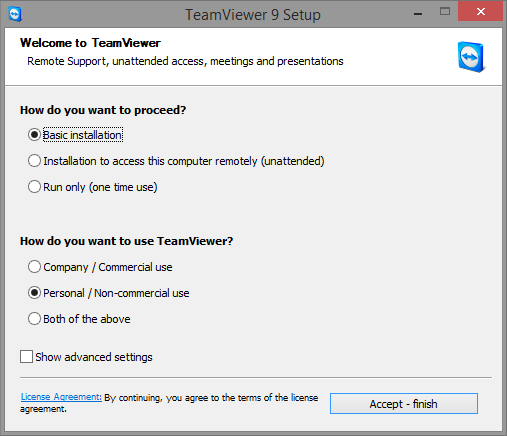 TeamViewer 9 Setup
Welcome to TeamViewer
Remote Support, unattended access, meetings and presentations
How do you want to proceed?
Basic installation
Installation to access this computer remotely (unattended)
Run only (one time use)
How do you want to use TeamViewer?
Company / Commercial use
Personal / Non-commercial use
Both of the above
Show advanced settings
License Agreement: By continuing, you agree to the terms of the license
agreement.
Accept - finish